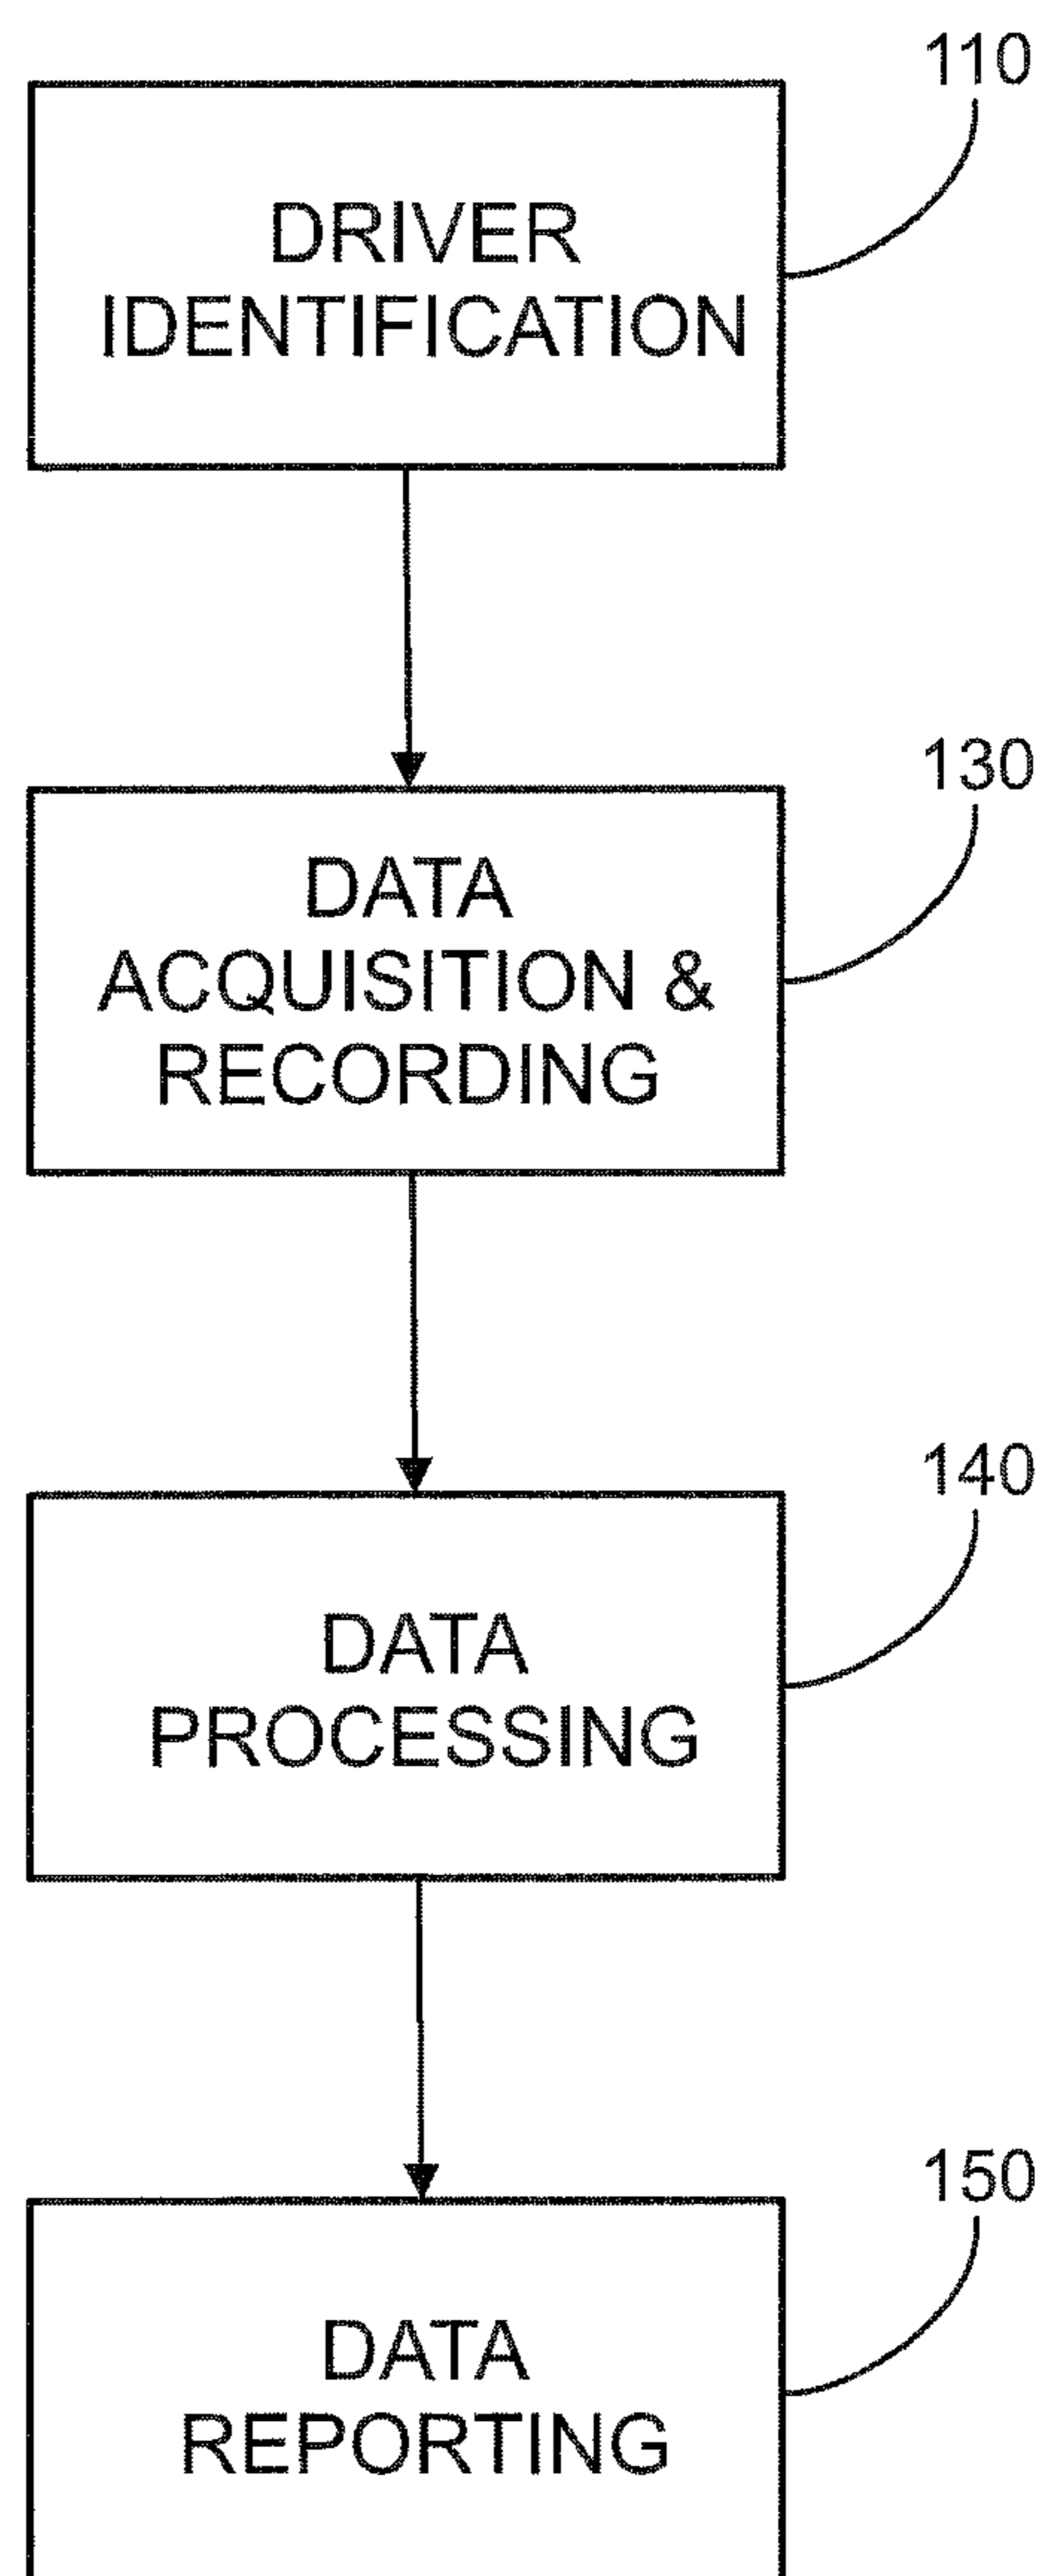 110
DRIVER
IDENTIFICATION
130
DATA
ACQUISITION &
RECORDING
140
DATA
PROCESSING
150
DATA
REPORTING